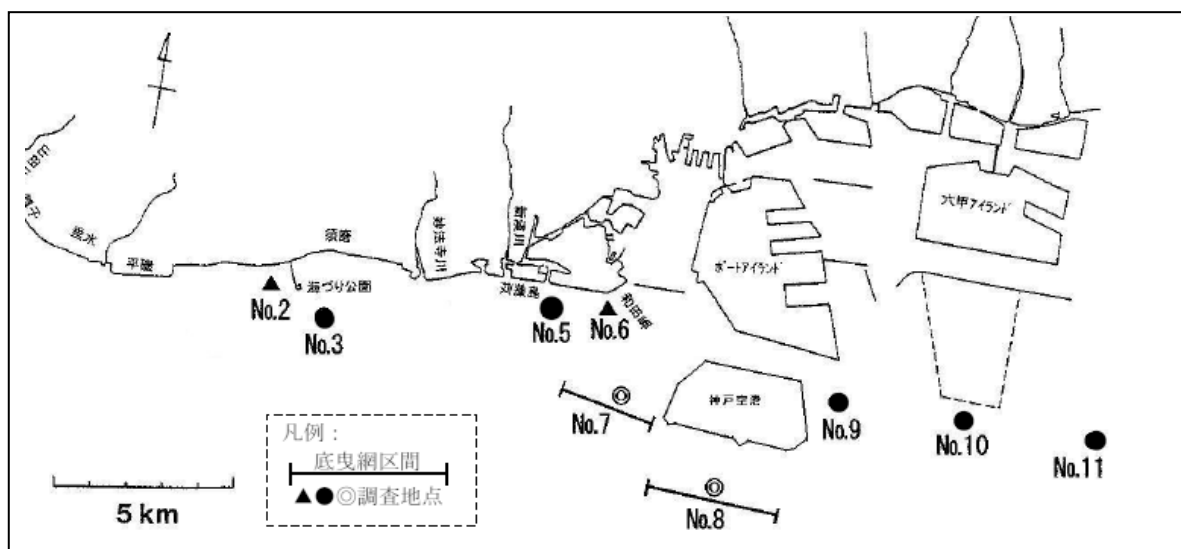 垂水
平磯
須磨
海づり公園
妙法寺川
新湊川
苅藻島
和田岬
ポートアイランド
六甲アイランド
神戸空港
No.2
No.3
No.5
No.6
No.7
No.8
No.9
No.10
No.11
5 km
凡例：
底曳網区間
▲●◎調査地点